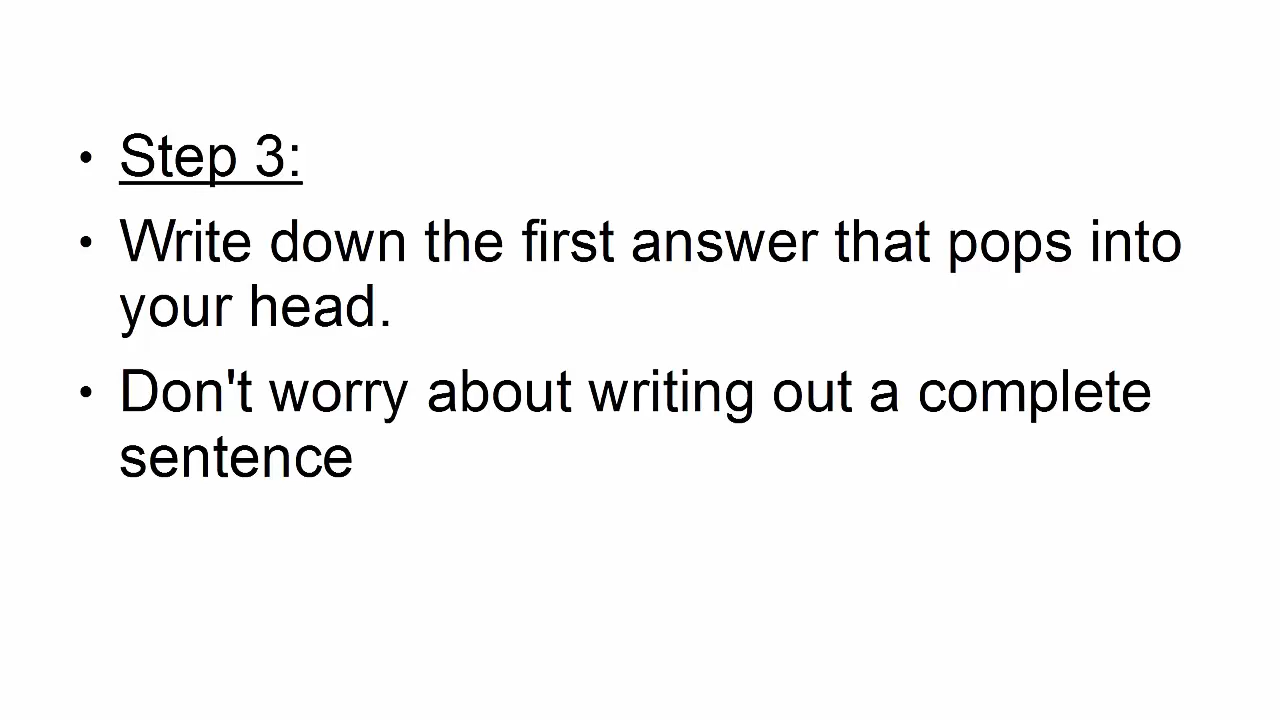 • Step 3:
• Write down the first answer that pops into
your head.
• Don't worry about writing out a complete
sentence